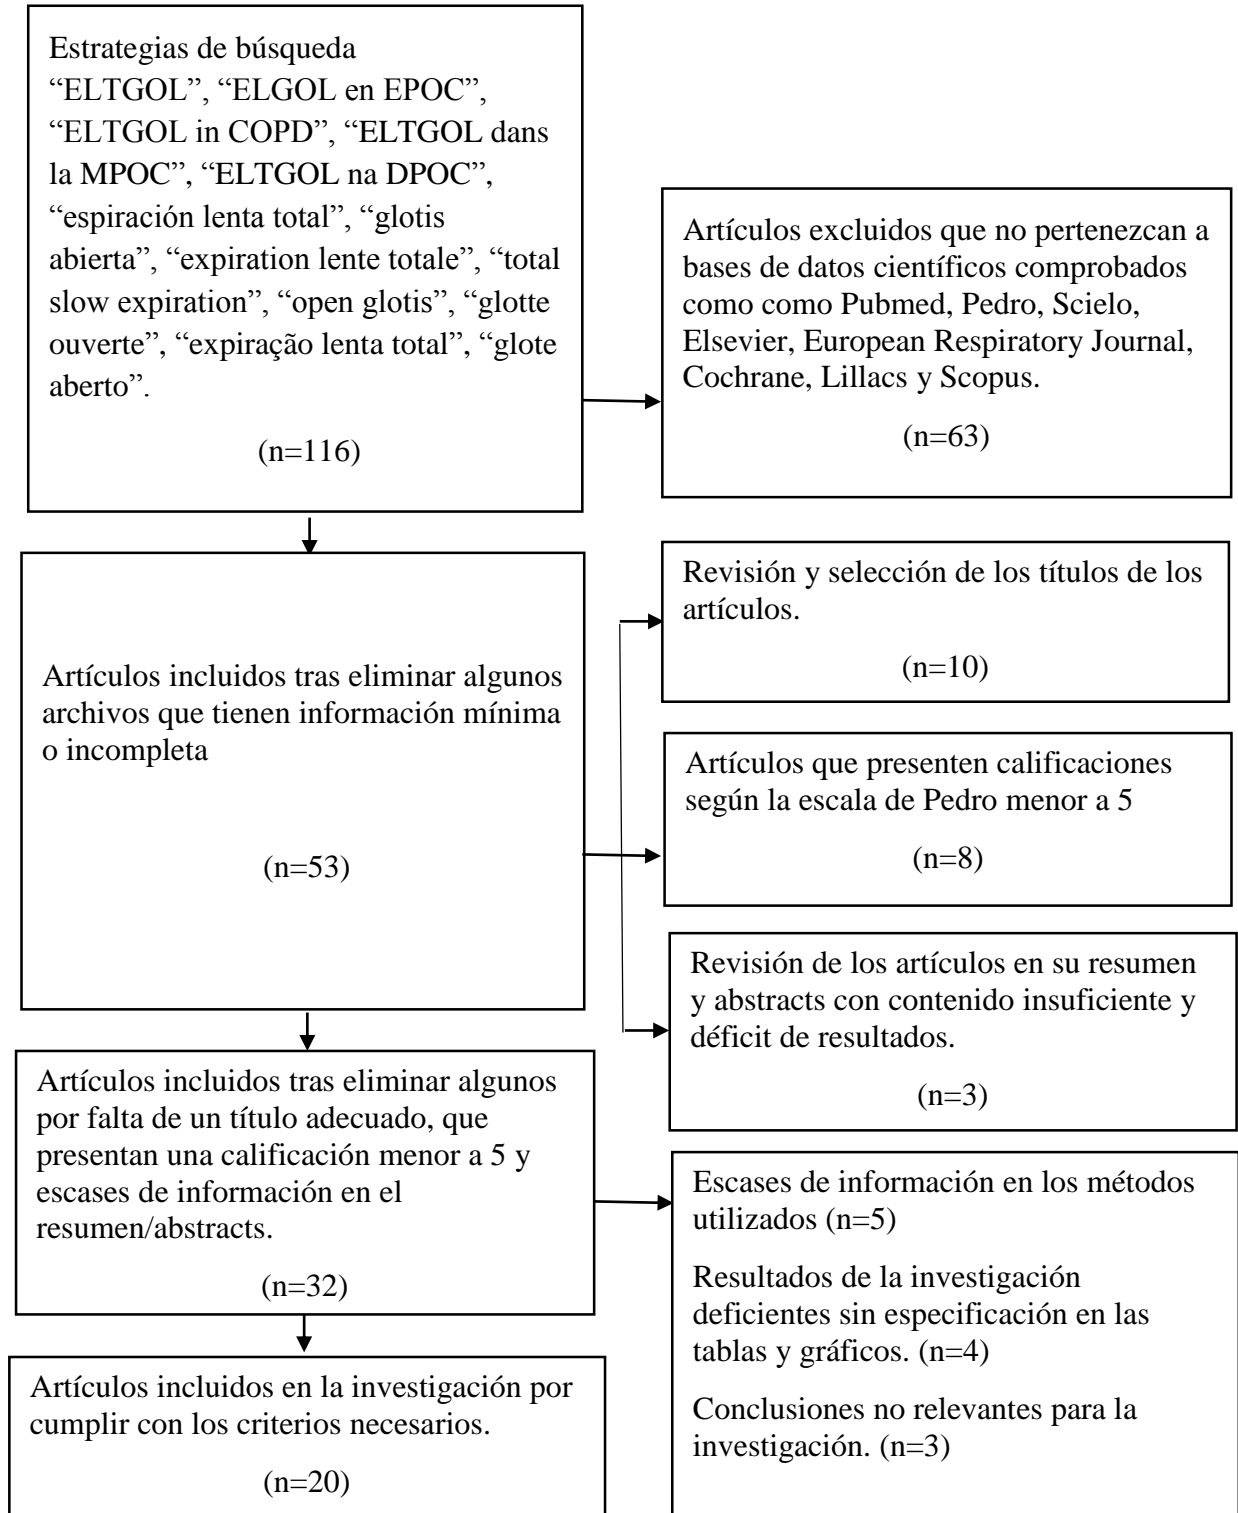 Estrategias de búsqueda
“ELTGOL”, “ELGOL en EPOC”,
“ELTGOL in COPD”, “ELTGOL dans
la MPOC”, “ELTGOL na DPOC”,
“espiración lenta total”, “glotis
abierta”, “expiration lente totale”, “total
slow expiration”, “open glotis”, “glotte
ouverte”, “expiração lenta total”, “glote
aberto”.
(n=116)
Artículos excluidos que no pertenezcan a
bases de datos científicos comprobados
como como Pubmed, Pedro, Scielo,
Elsevier, European Respiratory Journal,
Cochrane, Lillacs y Scopus.
(n=63)
Artículos incluidos tras eliminar algunos
archivos que tienen información mínima
o incompleta
(n=53)
Revisión y selección de los títulos de los
artículos.
(n=10)
Artículos que presenten calificaciones
según la escala de Pedro menor a 5
(n=8)
Revisión de los artículos en su resumen
y abstracts con contenido insuficiente y
déficit de resultados.
(n=3)
Artículos incluidos tras eliminar algunos
por falta de un título adecuado, que
presentan una calificación menor a 5 y
escases de información en el
resumen/abstracts.
(n=32)
Escases de información en los métodos
utilizados (n=5)
Resultados de la investigación
deficientes sin especificación en las
tablas y gráficos. (n=4)
Conclusiones no relevantes para la
investigación. (n=3)
Artículos incluidos en la investigación por
cumplir con los criterios necesarios.
(n=20)